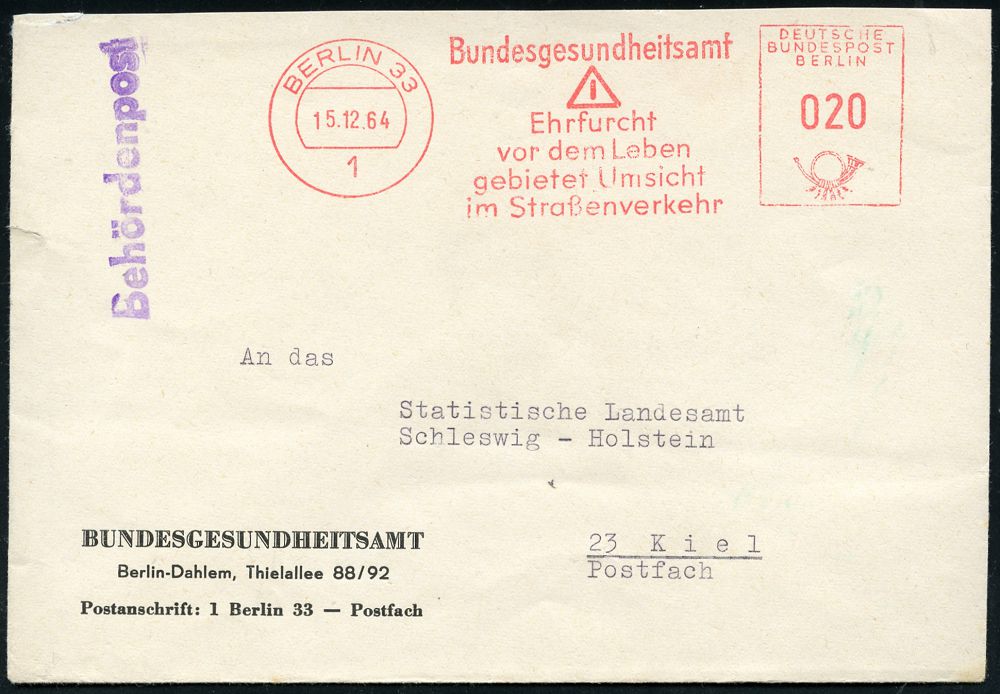 Behördenpost
BERLIN 33
15.12.64
1
Bundesgesundheitsamt
Ehrfurcht
vor dem Leben
gebietet Umsicht
im Straßenverkehr
DEUTSCHE
BUNDESPOST
BERLIN
020
An das
Statistische Landesamt
Schleswig - Holstein
23 Kiel
Postfach
BUNDESGESUNDHEITSAMT
Berlin-Dahlem, Thielallee 88/92
Postanschrift: 1 Berlin 33 — Postfach